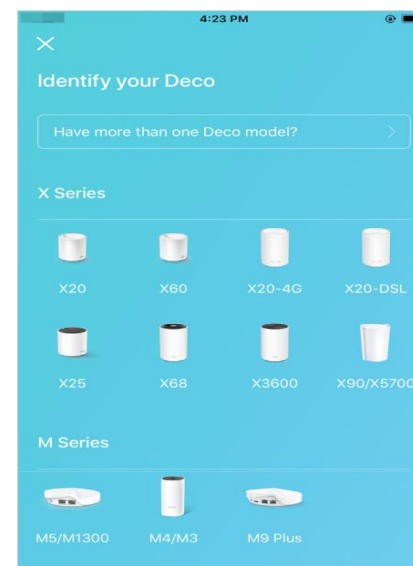 4:23 PM
Identify your Deco
Have more than one Deco model?
X Series
X20 X60 X20-4G X20-DSL
X25 X68 X3600 X90/X5700
M Series
M5/M1300 M4/M3 M9 Plus